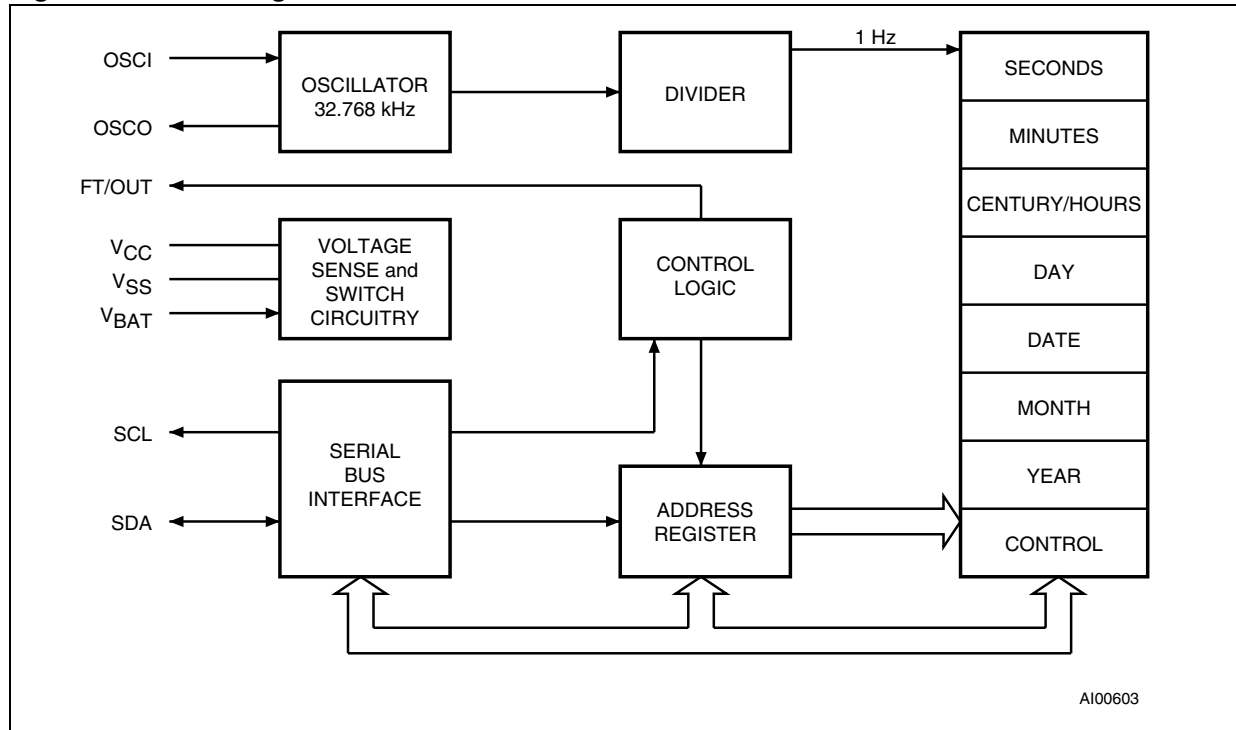 OSCI
OSCO
FT/OUT
VCC
VSS
VBAT
SCL
SDA
OSCILLATOR
32.768 kHz
DIVIDER
1 Hz
VOLTAGE
SENSE and
SWITCH
CIRCUITRY
CONTROL
LOGIC
SERIAL
BUS
INTERFACE
ADDRESS
REGISTER
SECONDS
MINUTES
CENTURY/HOURS
DAY
DATE
MONTH
YEAR
CONTROL
AI00603